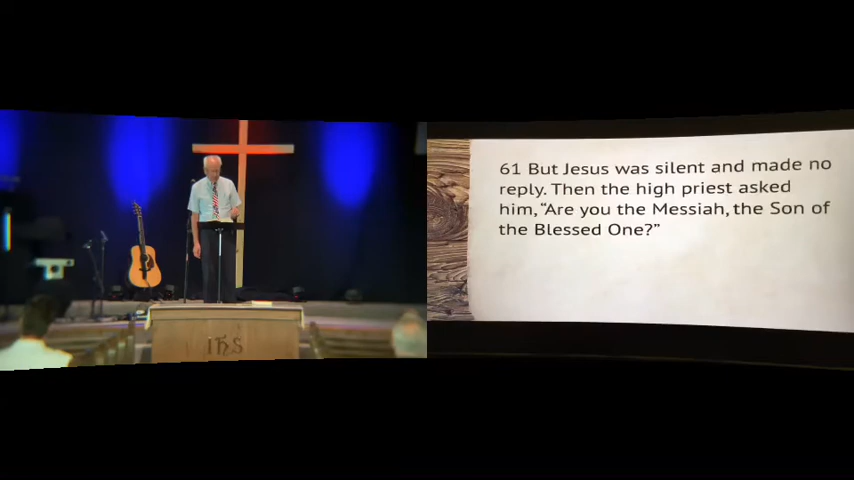 IHS
61 But Jesus was silent and made no
reply. Then the high priest asked
him, “Are you the Messiah, the Son of
the Blessed One?”